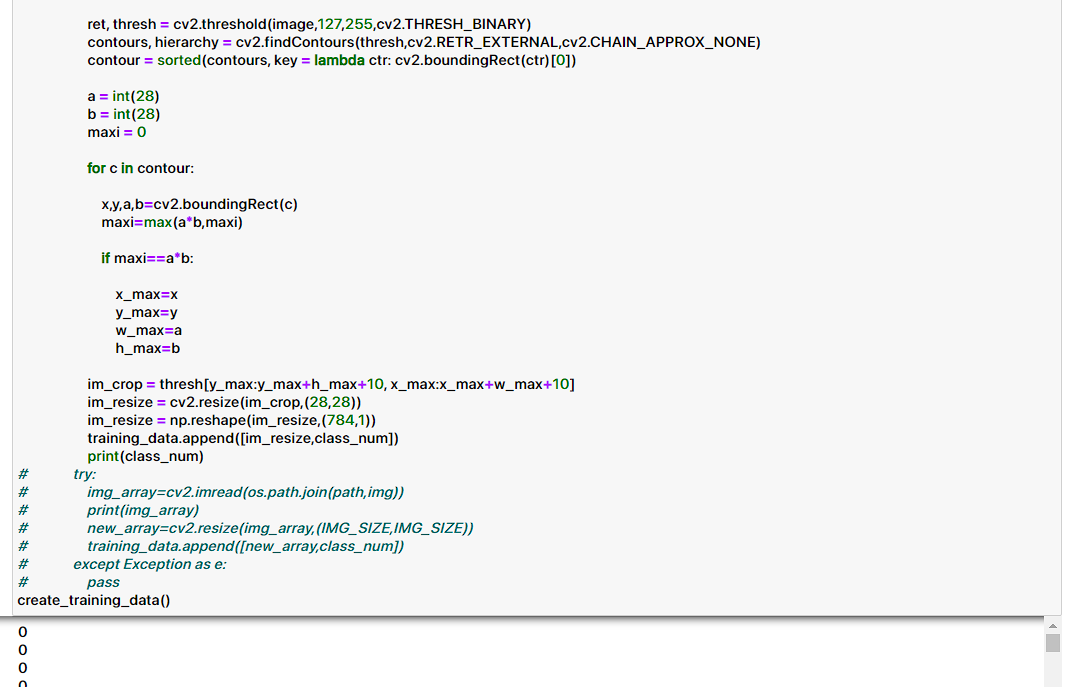 ret, thresh = cv2.threshold(image,127,255,cv2.THRESH_BINARY)
contours, hierarchy = cv2.findContours(thresh,cv2.RETR_EXTERNAL,cv2.CHAIN_APPROX_NONE)
contour = sorted(contours, key = lambda ctr: cv2.boundingRect(ctr)[0])
a = int(28)
b = int(28)
maxi = 0
for c in contour:
x,y,a,b=cv2.boundingRect(c)
maxi=max(a*b,maxi)
if maxi==a*b:
x_max=x
y_max=y
w_max=a
h_max=b
im_crop = thresh[y_max:y_max+h_max+10, x_max:x_max+w_max+10]
im_resize = cv2.resize(im_crop,(28,28))
im_resize = np.reshape(im_resize,(784,1))
training_data.append([im_resize,class_num])
print(class_num)
# try:
# img_array=cv2.imread(os.path.join(path,img))
# print(img_array)
# new_array=cv2.resize(img_array,(IMG_SIZE,IMG_SIZE))
# training_data.append([new_array,class_num])
# except Exception as e:
# pass
create_training_data()
0
0
0
0